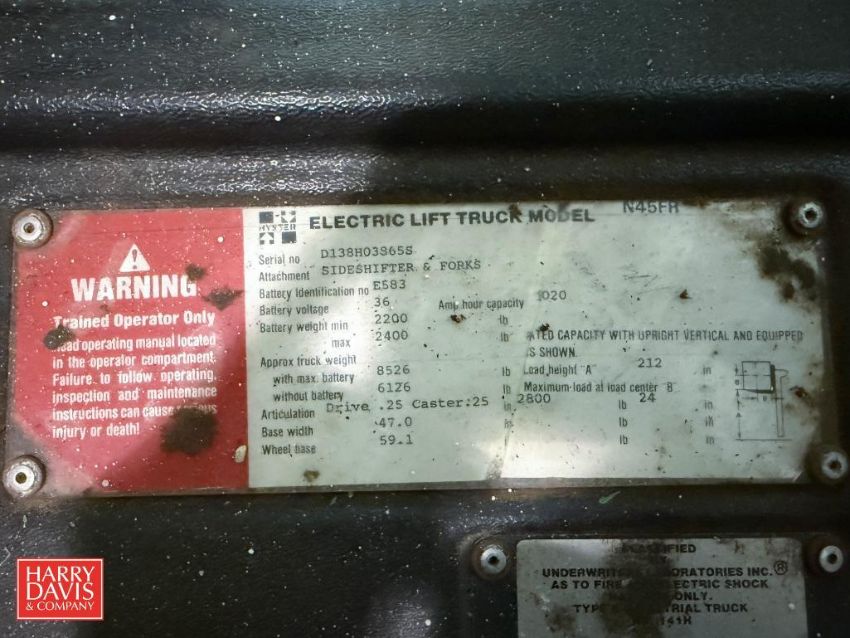 WARNING
Trained Operator Only
Read operating manual located
in the operator compartment.
Failure to follow operating,
inspection and maintenance
instructions can cause serious
injury or death!
HYSTER
ELECTRIC LIFT TRUCK MODEL N45FR
Serial no D138H03865S
Attachment SIDESHIFTER & FORKS
Battery Identification no E583
Battery voltage 36 Amp hour capacity 1020
Battery weight min 2200 lb
max 2400 lb
Approx truck weight
with max. battery 8526 lb
without battery 6126 lb
Articulation Drive .25 Caster.25 in
Base width 47.0 in
Wheel base 59.1 in
RATED CAPACITY WITH UPRIGHT VERTICAL AND EQUIPPED
AS SHOWN.
Load height "A" 212 in
Maximum load at load center "B"
2800 lb 24 in
lb in
A
B
CLASSIFIED
BY
UNDERWRITERS LABORATORIES INC.®
AS TO FIRE ELECTRIC SHOCK
ONLY.
TYPE INDUSTRIAL TRUCK
141H
HARRY
DAVIS
& COMPANY